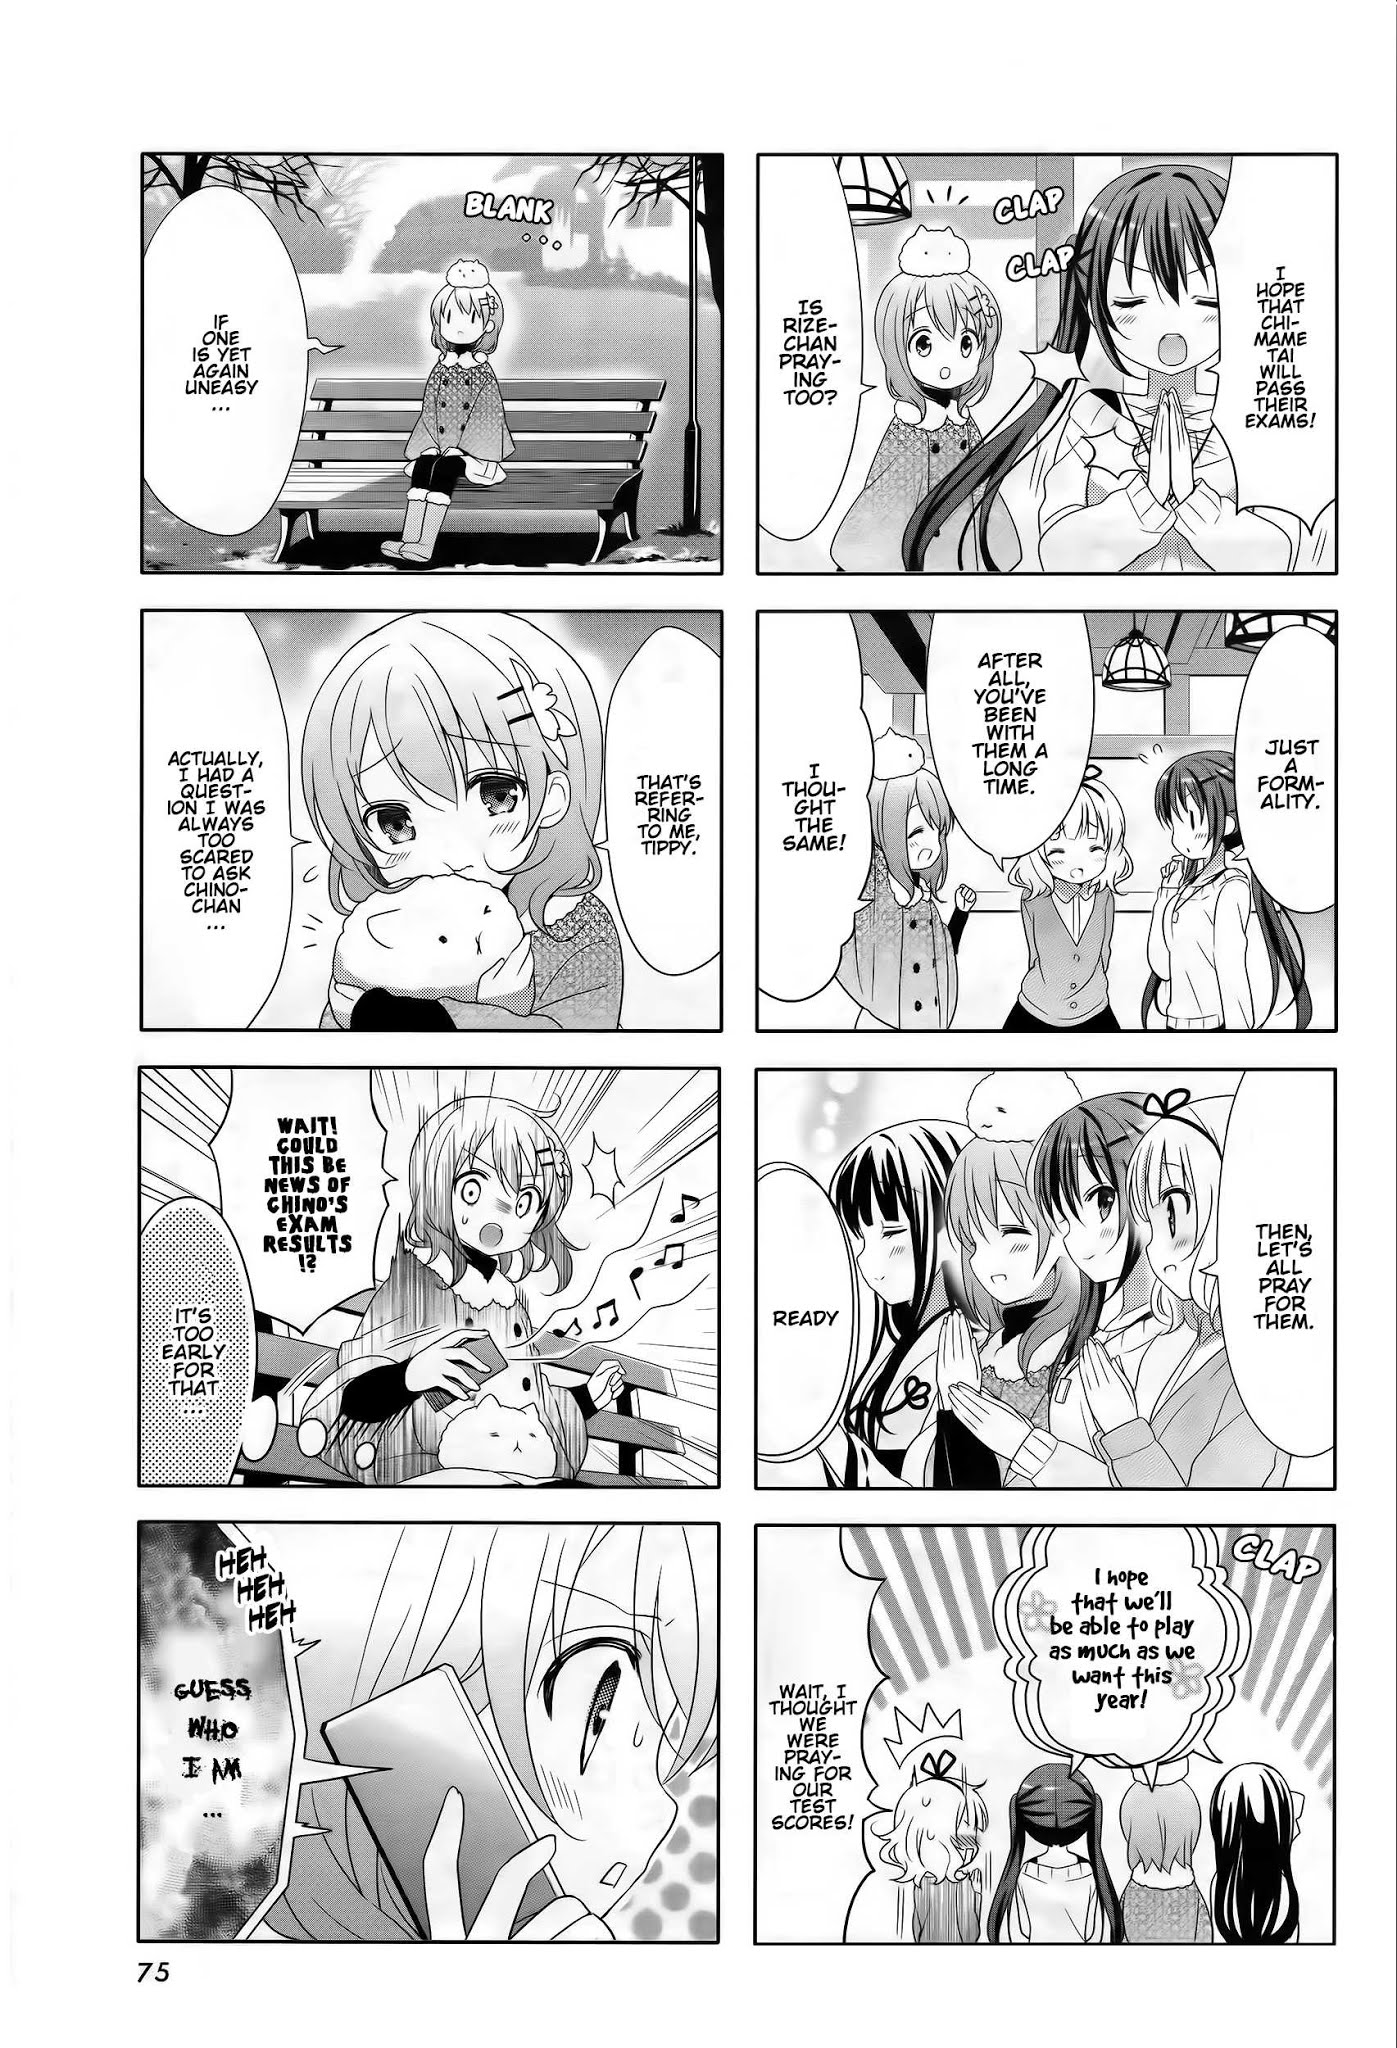 CLAP
CLAP
I
HOPE
THAT
CHI-
MAME
TAI
WILL
PASS
THEIR
EXAMS!
IS
RIZE-
CHAN
PRAY-
ING
TOO?
JUST
A
FORM-
ALITY.
AFTER
ALL,
YOU'VE
BEEN
WITH
THEM A
LONG
TIME.
I
THOU-
GHT
THE
SAME!
THEN,
LET'S
ALL
PRAY
FOR
THEM.
READY
CLAP
I hope
that we'll
be able to play
as much as we
want this
year!
WAIT, I
THOUGHT
WE
WERE
PRAY-
ING FOR
OUR
TEST
SCORES!
BLANK
...
IF
ONE
IS YET
AGAIN
UNEASY
...
THAT'S
REFER-
RING
TO ME,
TIPPY.
ACTUALLY,
I HAD A
QUEST-
ION I WAS
ALWAYS
TOO
SCARED
TO ASK
CHINO-
CHAN
...
WAIT!
COULD
THIS BE
NEWS OF
CHINO'S
EXAM
RESULTS
!?
IT'S
TOO
EARLY
FOR
THAT
...
HEH
HEH
HEH
GUESS
WHO
I AM
...
75